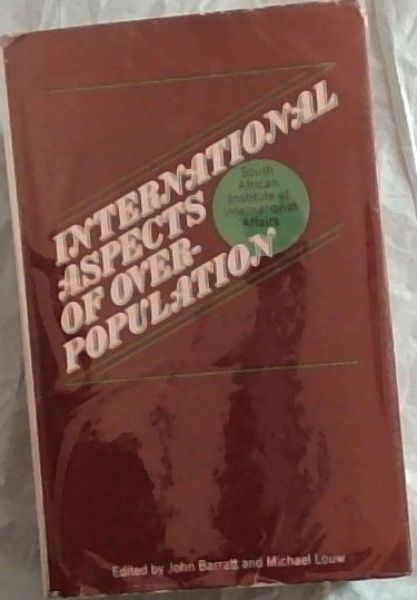 INTERNATIONAL
ASPECTS
OF OVER-
POPULATION
South
African
Institute of
International
Affairs
Edited by John Barratt and Michael Louw